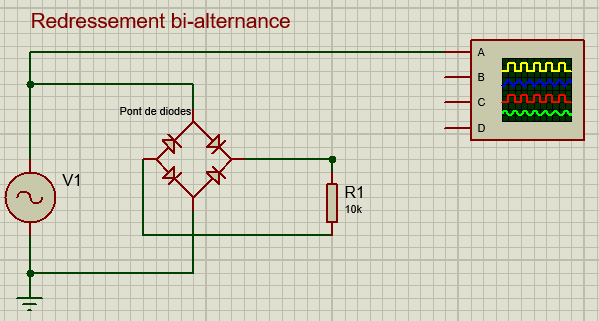 Redressement bi-alternance
A
B
C
D
Pont de diodes
V1
R1
10k